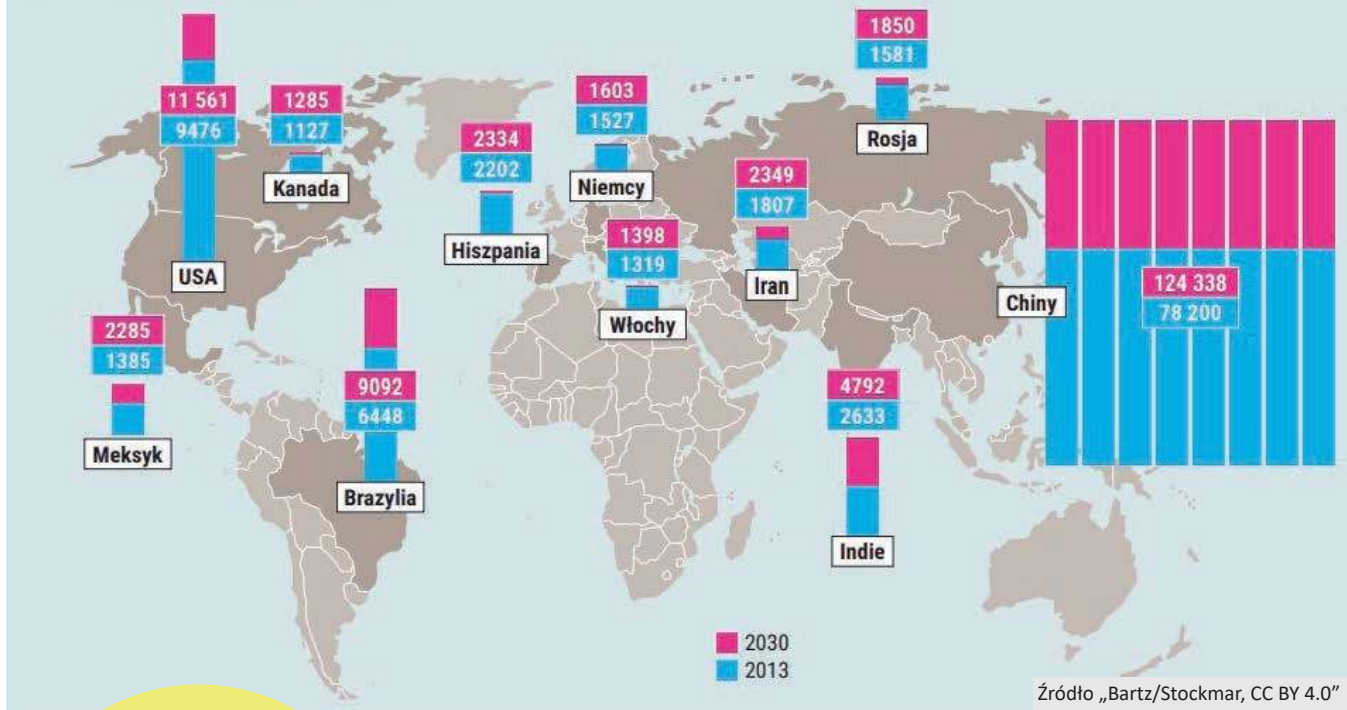 11 561
9476
USA
1285
1127
Kanada
2334
2202
Hiszpania
1603
1527
Niemcy
1850
1581
Rosja
1398
1319
Włochy
2349
1807
Iran
Chiny
124 338
78 200
2285
1385
Meksyk
9092
6448
Brazylia
4792
2633
Indie
2030
2013
Źródło „Bartz/Stockmar, CC BY 4.0”